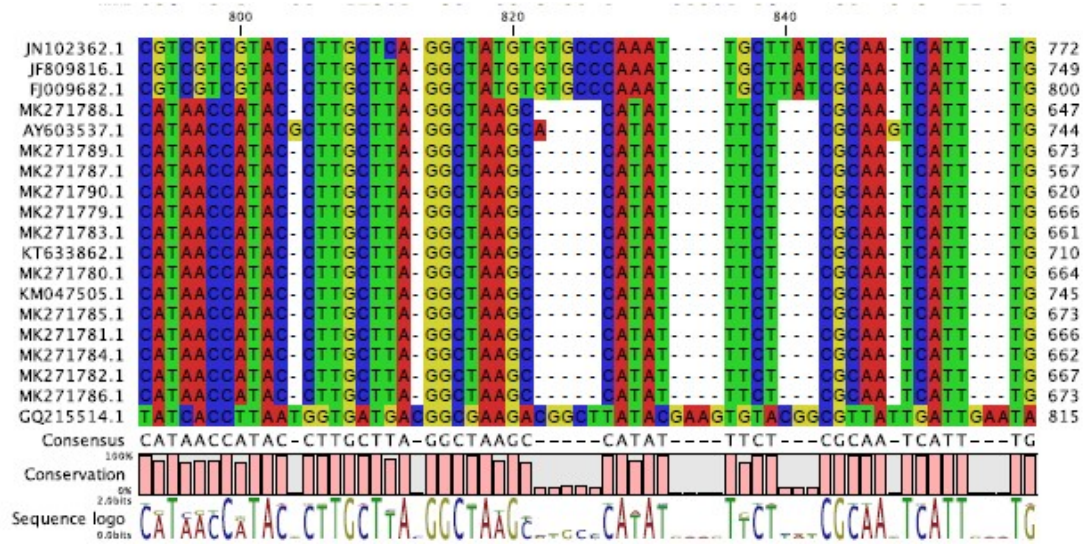 800 820 840
JN102362.1 CGTCGTCGTAC-CTTGCTCA-GGCTATGTGTGCCCAAAT----TGCTTATCGCAA-TCATT---TG 772
JF809816.1 CGTCGTCGTAC-CTTGCTTA-GGCTATGTGTGCCCAAAT----TGCTTATCGCAA-TCATT---TG 749
FJ009682.1 CGTCGTCGTAC-CTTGCTTA-GGCTATGTGTGCCCAAAT----TGCTTATCGCAA-TCATT---TG 800
MK271788.1 CATAACCATAC-CTTGCTTA-GGCTAAGC-----CATAT----TTCT---CGCAA-TCATT---TG 647
AY603537.1 CATAACCATACGCTTGCTTA-GGCTAAGCA----CATAT----TTCT---CGCAAGTCATT---TG 744
MK271789.1 CATAACCATAC-CTTGCTTA-GGCTAAGC-----CATAT----TTCT---CGCAA-TCATT---TG 673
MK271787.1 CATAACCATAC-CTTGCTTA-GGCTAAGC-----CATAT----TTCT---CGCAA-TCATT---TG 567
MK271790.1 CATAACCATAC-CTTGCTTA-GGCTAAGC-----CATAT----TTCT---CGCAA-TCATT---TG 620
MK271779.1 CATAACCATAC-CTTGCTTA-GGCTAAGC-----CATAT----TTCT---CGCAA-TCATT---TG 666
MK271783.1 CATAACCATAC-CTTGCTTA-GGCTAAGC-----CATAT----TTCT---CGCAA-TCATT---TG 661
KT633862.1 CATAACCATAC-CTTGCTTA-GGCTAAGC-----CATAT----TTCT---CGCAA-TCATT---TG 710
MK271780.1 CATAACCATAC-CTTGCTTA-GGCTAAGC-----CATAT----TTCT---CGCAA-TCATT---TG 664
KM047505.1 CATAACCATAC-CTTGCTTA-GGCTAAGC-----CATAT----TTCT---CGCAA-TCATT---TG 745
MK271785.1 CATAACCATAC-CTTGCTTA-GGCTAAGC-----CATAT----TTCT---CGCAA-TCATT---TG 673
MK271781.1 CATAACCATAC-CTTGCTTA-GGCTAAGC-----CATAT----TTCT---CGCAA-TCATT---TG 666
MK271784.1 CATAACCATAC-CTTGCTTA-GGCTAAGC-----CATAT----TTCT---CGCAA-TCATT---TG 662
MK271782.1 CATAACCATAC-CTTGCTTA-GGCTAAGC-----CATAT----TTCT---CGCAA-TCATT---TG 667
MK271786.1 CATAACCATAC-CTTGCTTA-GGCTAAGC-----CATAT----TTCT---CGCAA-TCATT---TG 673
GQ215514.1 TATCACCTTAATGGTGATGACGGCGAAGACGGCTTATACGAAGTGTACGGCGTTATTGATTGAATA 815
Consensus CATAACCATAC-CTTGCTTA-GGCTAAGC-----CATAT----TTCT---CGCAA-TCATT---TG
100%
Conservation
0%
2.0bits
Sequence logo
0.0bits